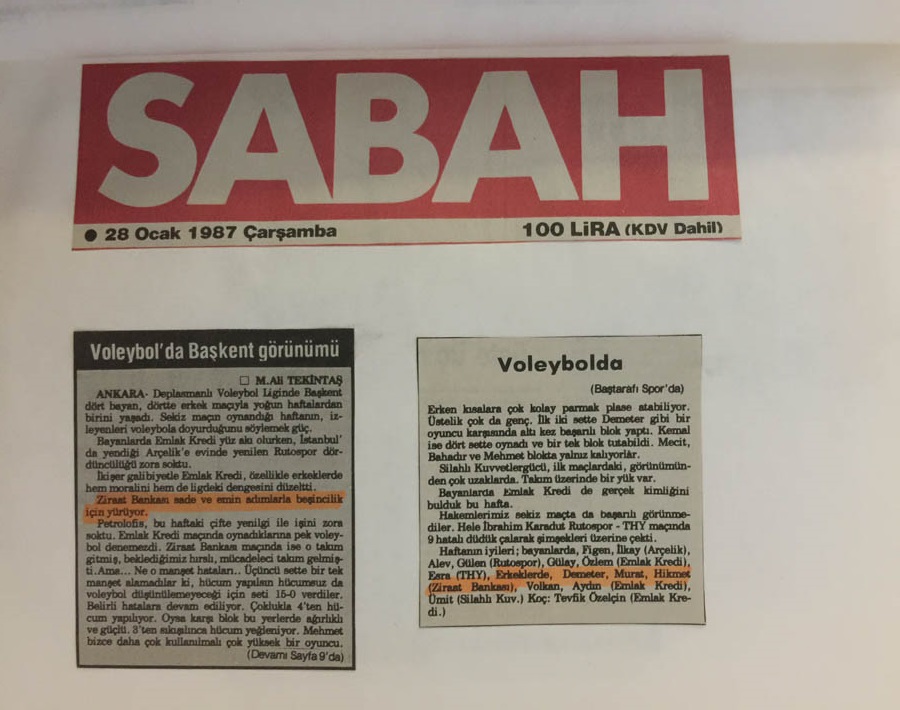 SABAH
● 28 Ocak 1987 Çarşamba
100 LiRA (KDV Dahil)
Voleybol'da Başkent görünümü
□ M.Ali TEKİNTAŞ
ANKARA- Deplasmanlı Voleybol Liginde Başkent
dört bayan, dörtte erkek maçıyla yoğun haftalardan
birini yaşadı. Sekiz maçın oynandığı haftanın, iz-
leyenleri voleybola doyurduğunu söylemek güç.
Bayanlarda Emlak Kredi yüz akı olurken, İstanbul'
da yendiği Arçelik'e evinde yenilen Rutospor dör-
düncülüğü zora soktu.
İkişer galibiyetle Emlak Kredi, özellikle erkeklerde
hem moralini hem de ligdeki dengesini düzeltti.
Ziraat Bankası sade ve emin adımlarla beşincilik
için yürüyor.
Petrolofis, bu haftaki çifte yenilgi ile işini zora
soktu. Emlak Kredi maçında oynadıklarına pek voley-
bol denemezdi. Ziraat Bankası maçında ise o takım
gitmiş, beklediğimiz hırslı, mücadeleci takım gelmiş-
ti. Ama... Ne o manşet hataları.. Üçüncü sette bir tek
manşet alamadılar ki, hücum yapılsın hücumsuz da
voleybol düşünülemeyeceği için seti 15-0 verdiler.
Belirli hatalara devam ediliyor. Çoklukla 4'ten hü-
cum yapılıyor. Oysa karşı blok bu yerlerde ağırlıklı
ve güçlü. 3'ten sıkışılınca hücum yeğleniyor. Mehmet
bizce daha çok kullanılmalı çok yüksek bir oyuncu.
(Devamı Sayfa 9'da)
Voleybolda
(Baştarafı Spor'da)
Erken kısalara çok kolay parmak plase atabiliyor.
Üstelik çok da genç. İlk iki sette Demeter gibi bir
oyuncu karşısında altı kez başarılı blok yaptı. Kemal
ise dört sette oynadı ve bir tek blok tutabildi. Mecit,
Bahadır ve Mehmet blokta yalnız kalıyorlar.
Silahlı Kuvvetlergücü, ilk maçlardaki, görünümün-
den çok uzaklarda. Takım üzerinde bir yük var.
Bayanlarda Emlak Kredi de gerçek kimliğini
bulduk bu hafta.
Hakemlerimiz sekiz maçta da başarılı görünme-
diler. Hele İbrahim Karadut Rutospor - THY maçında
9 hatalı düdük çalarak şimşekleri üzerine çekti.
Haftanın iyileri; bayanlarda, Figen, İlkay (Arçelik),
Alev, Gülen (Rutospor), Gülay, Özlem (Emlak Kredi),
Esra (THY), Erkeklerde, Demeter, Murat, Hikmet
(Ziraat Bankası), Volkan, Aydın (Emlak Kredi),
Ümit (Silahlı Kuv.) Koç: Tevfik Özelçin (Emlak Kre-
di.)